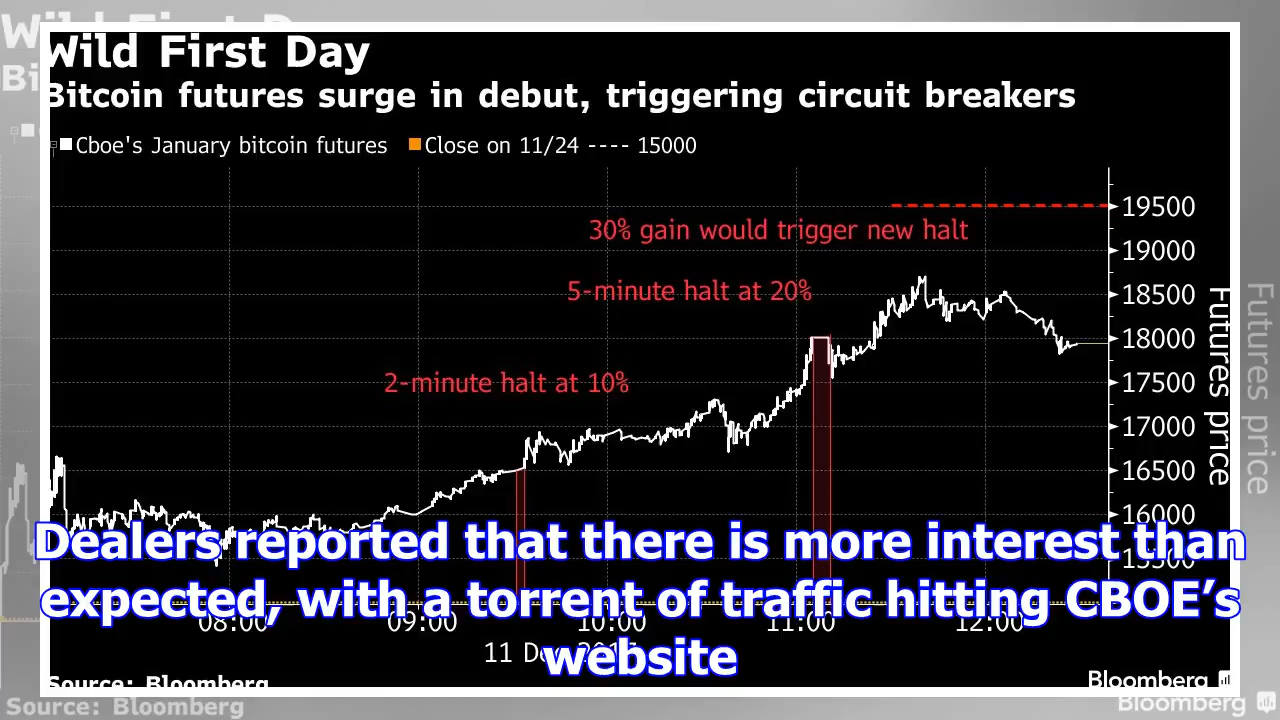 Wild First Day
Bitcoin futures surge in debut, triggering circuit breakers
Cboe's January bitcoin futures Close on 11/24 ---- 15000
19500
30% gain would trigger new halt
19000
5-minute halt at 20%
18500
18000
2-minute halt at 10%
17500
17000
16500
16000
15500
Futures price
Futures price
Dealers reported that there is more interest than
expected, with a torrent of traffic hitting CBOE’s
website
08:00 09:00 10:00 11:00 12:00
11
Source: Bloomberg
Bloomberg
Source: Bloomberg
Bloomberg